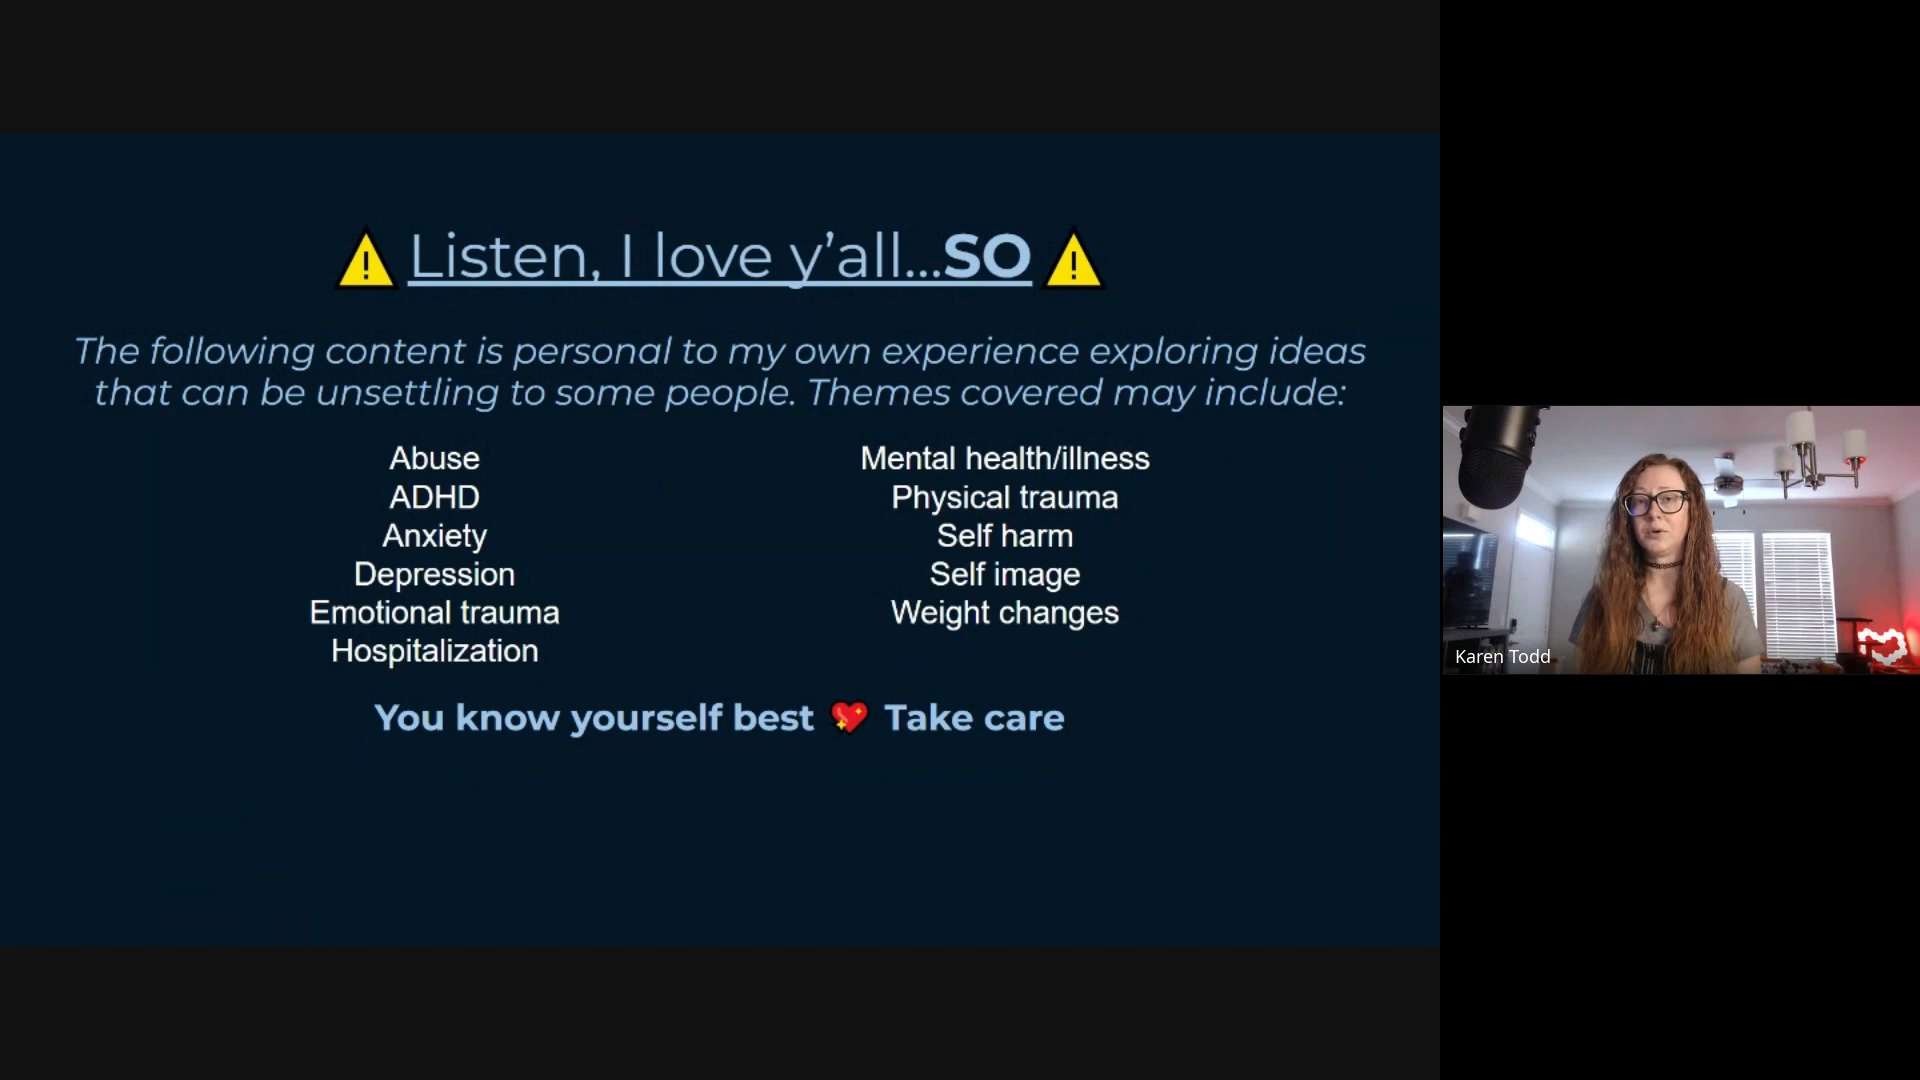 ⚠ Listen, I love y’all...SO ⚠
The following content is personal to my own experience exploring ideas
that can be unsettling to some people. Themes covered may include:
Abuse
ADHD
Anxiety
Depression
Emotional trauma
Hospitalization
Mental health/illness
Physical trauma
Self harm
Self image
Weight changes
You know yourself best 💖 Take care
Karen Todd